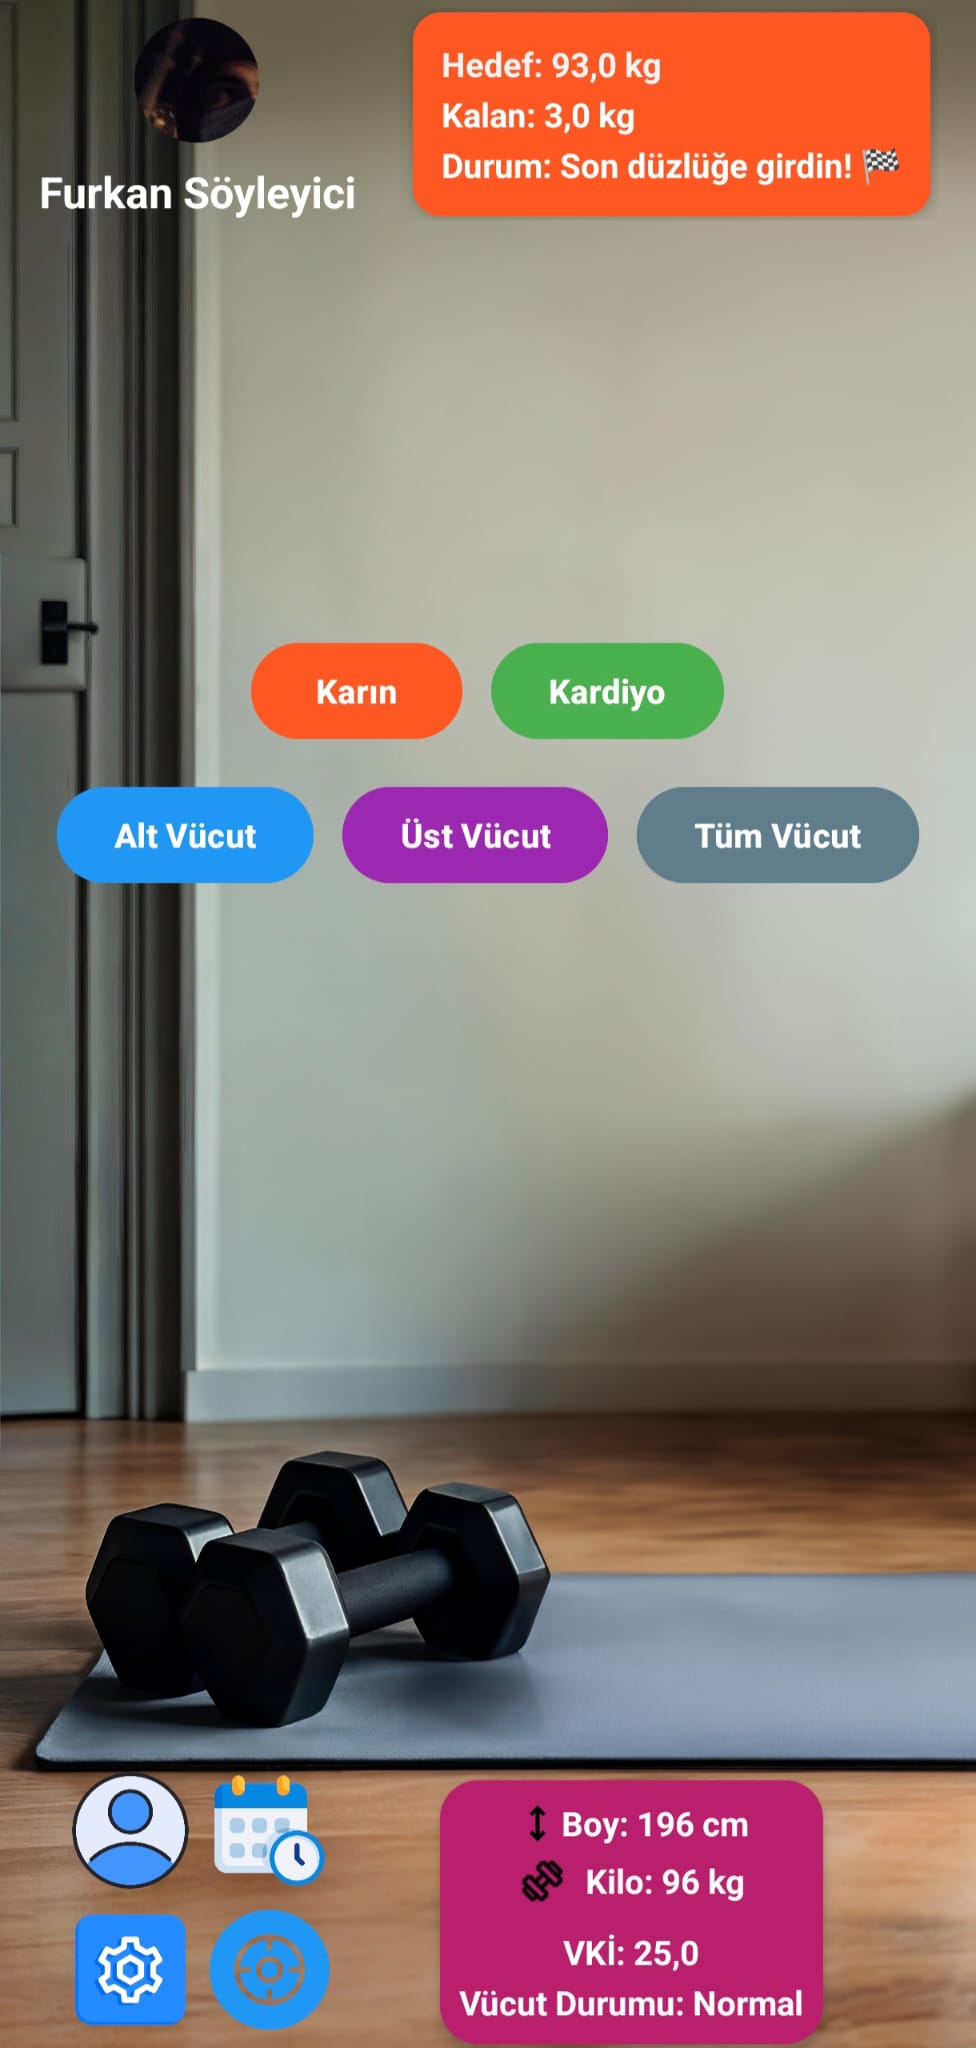 Furkan Söyleyici
Hedef: 93,0 kg
Kalan: 3,0 kg
Durum: Son düzlüğe girdin! 🏁
Karın
Kardiyo
Alt Vücut
Üst Vücut
Tüm Vücut
Boy: 196 cm
Kilo: 96 kg
VKİ: 25,0
Vücut Durumu: Normal